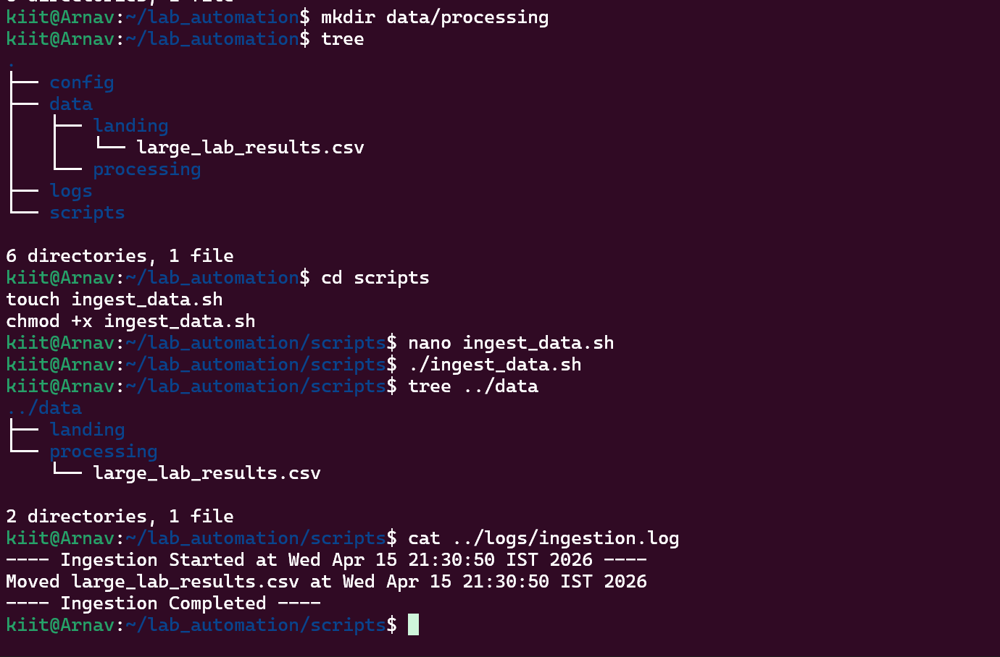 6 directories, 1 file
kiit@Arnav:~/lab_automation$ mkdir data/processing
kiit@Arnav:~/lab_automation$ tree
.
├── config
├── data
│   ├── landing
│   │   └── large_lab_results.csv
│   └── processing
├── logs
└── scripts

6 directories, 1 file
kiit@Arnav:~/lab_automation$ cd scripts
touch ingest_data.sh
chmod +x ingest_data.sh
kiit@Arnav:~/lab_automation/scripts$ nano ingest_data.sh
kiit@Arnav:~/lab_automation/scripts$ ./ingest_data.sh
kiit@Arnav:~/lab_automation/scripts$ tree ../data
../data
├── landing
└── processing
    └── large_lab_results.csv

2 directories, 1 file
kiit@Arnav:~/lab_automation/scripts$ cat ../logs/ingestion.log
---- Ingestion Started at Wed Apr 15 21:30:50 IST 2026 ----
Moved large_lab_results.csv at Wed Apr 15 21:30:50 IST 2026
---- Ingestion Completed ----
kiit@Arnav:~/lab_automation/scripts$